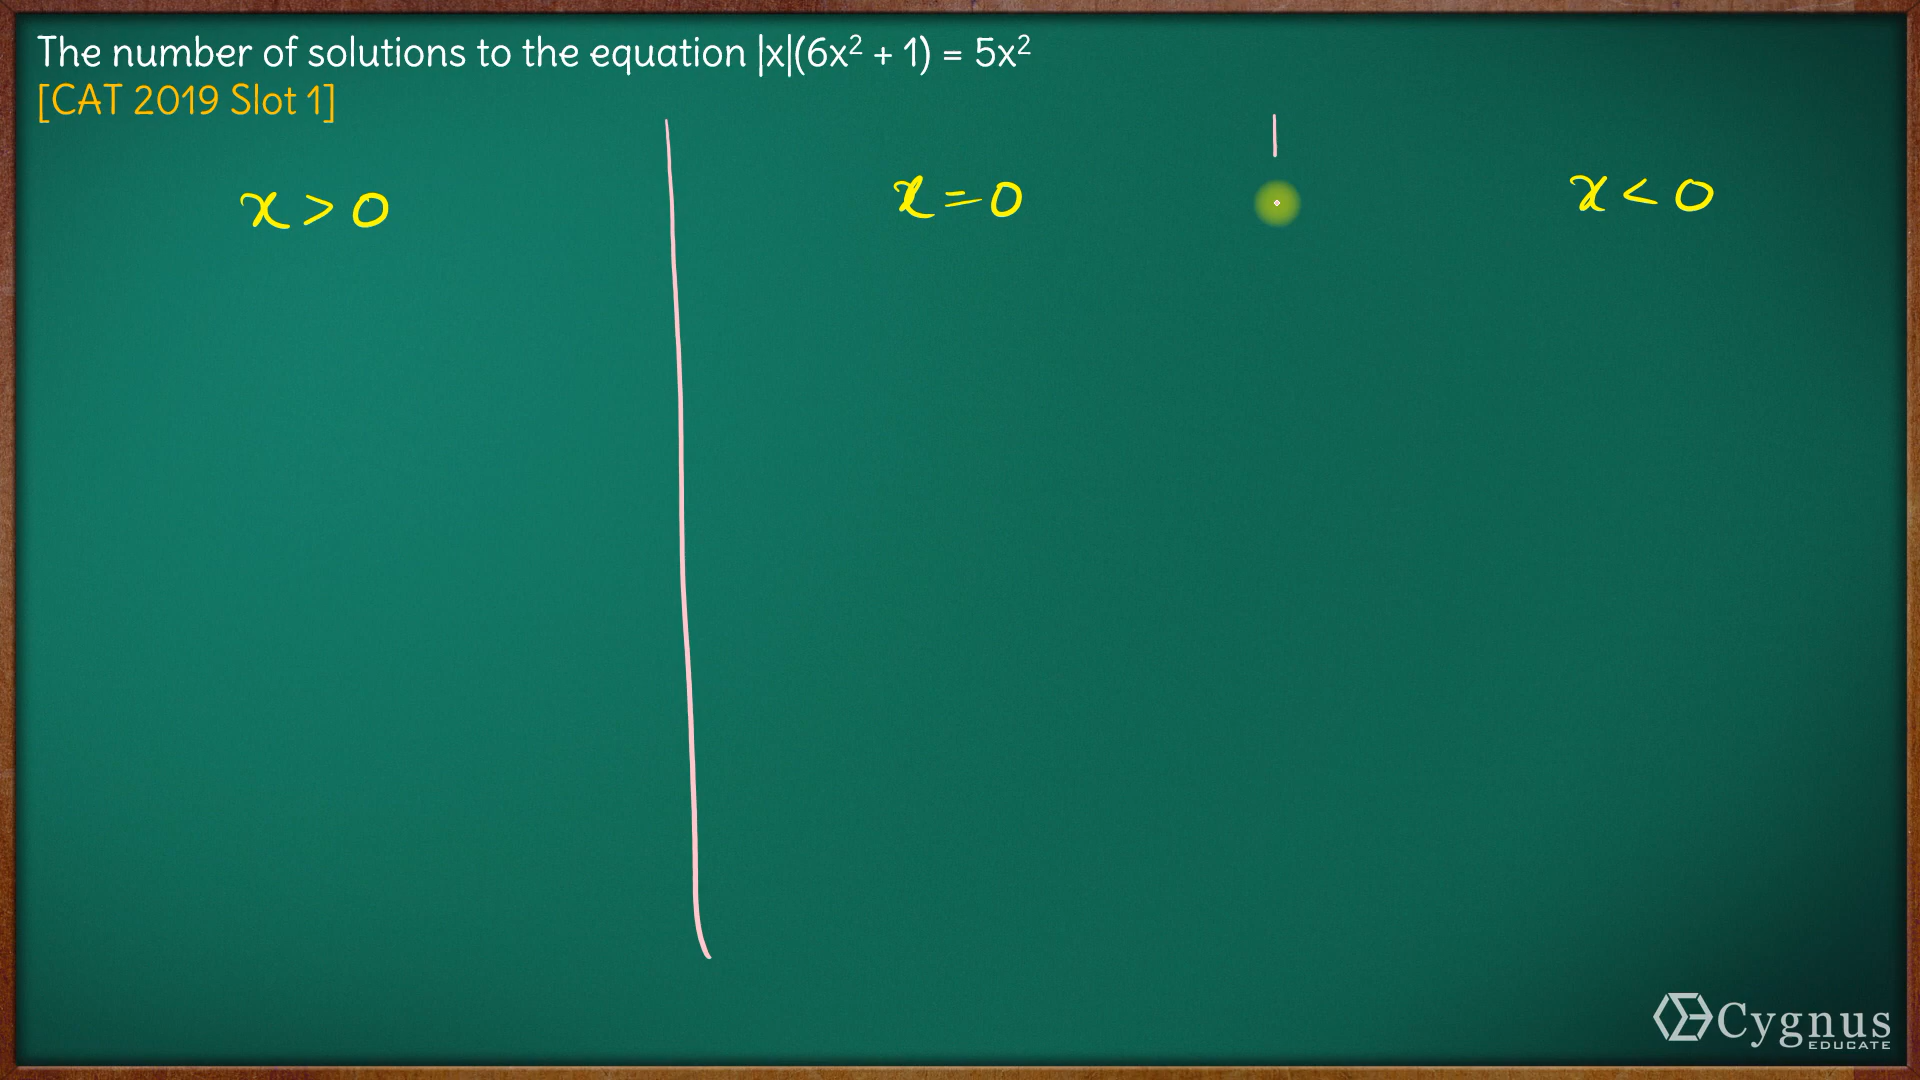 The number of solutions to the equation |x|(6x² + 1) = 5x²
[CAT 2019 Slot 1]
x > 0
x = 0
x < 0
Cygnus
EDUCATE